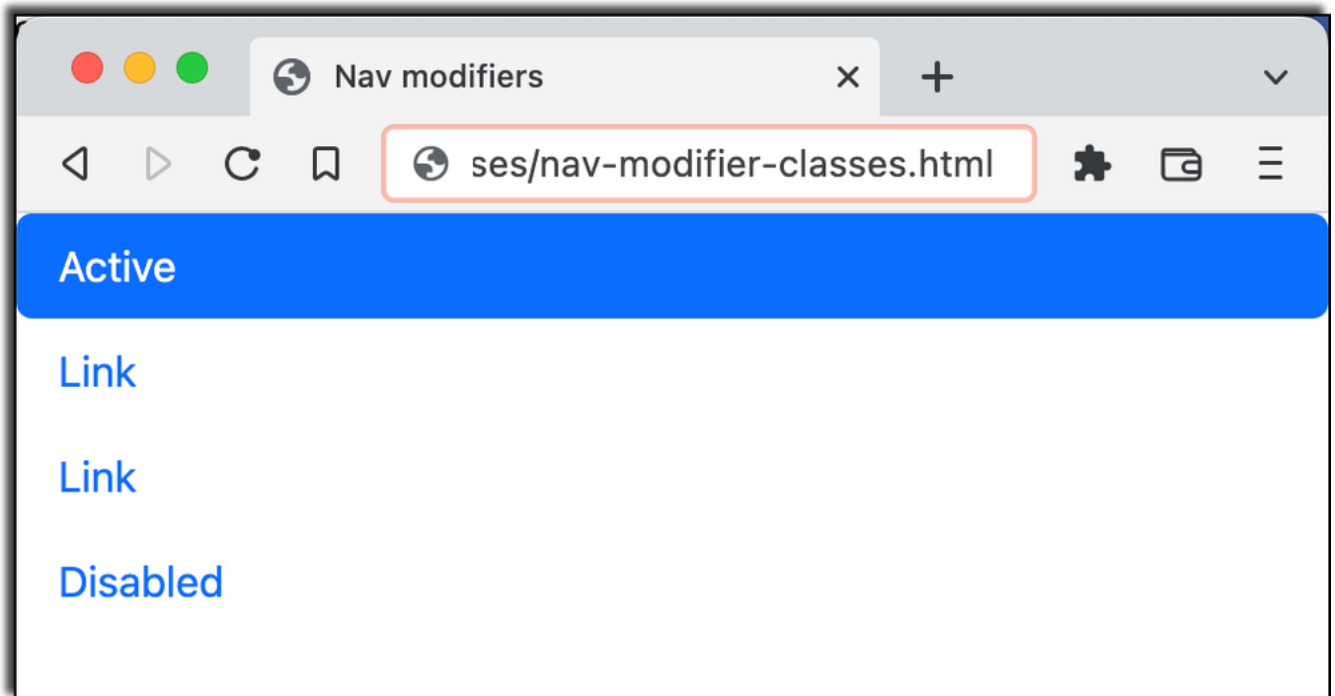 Nav modifiers
ses/nav-modifier-classes.html
Active
Link
Link
Disabled